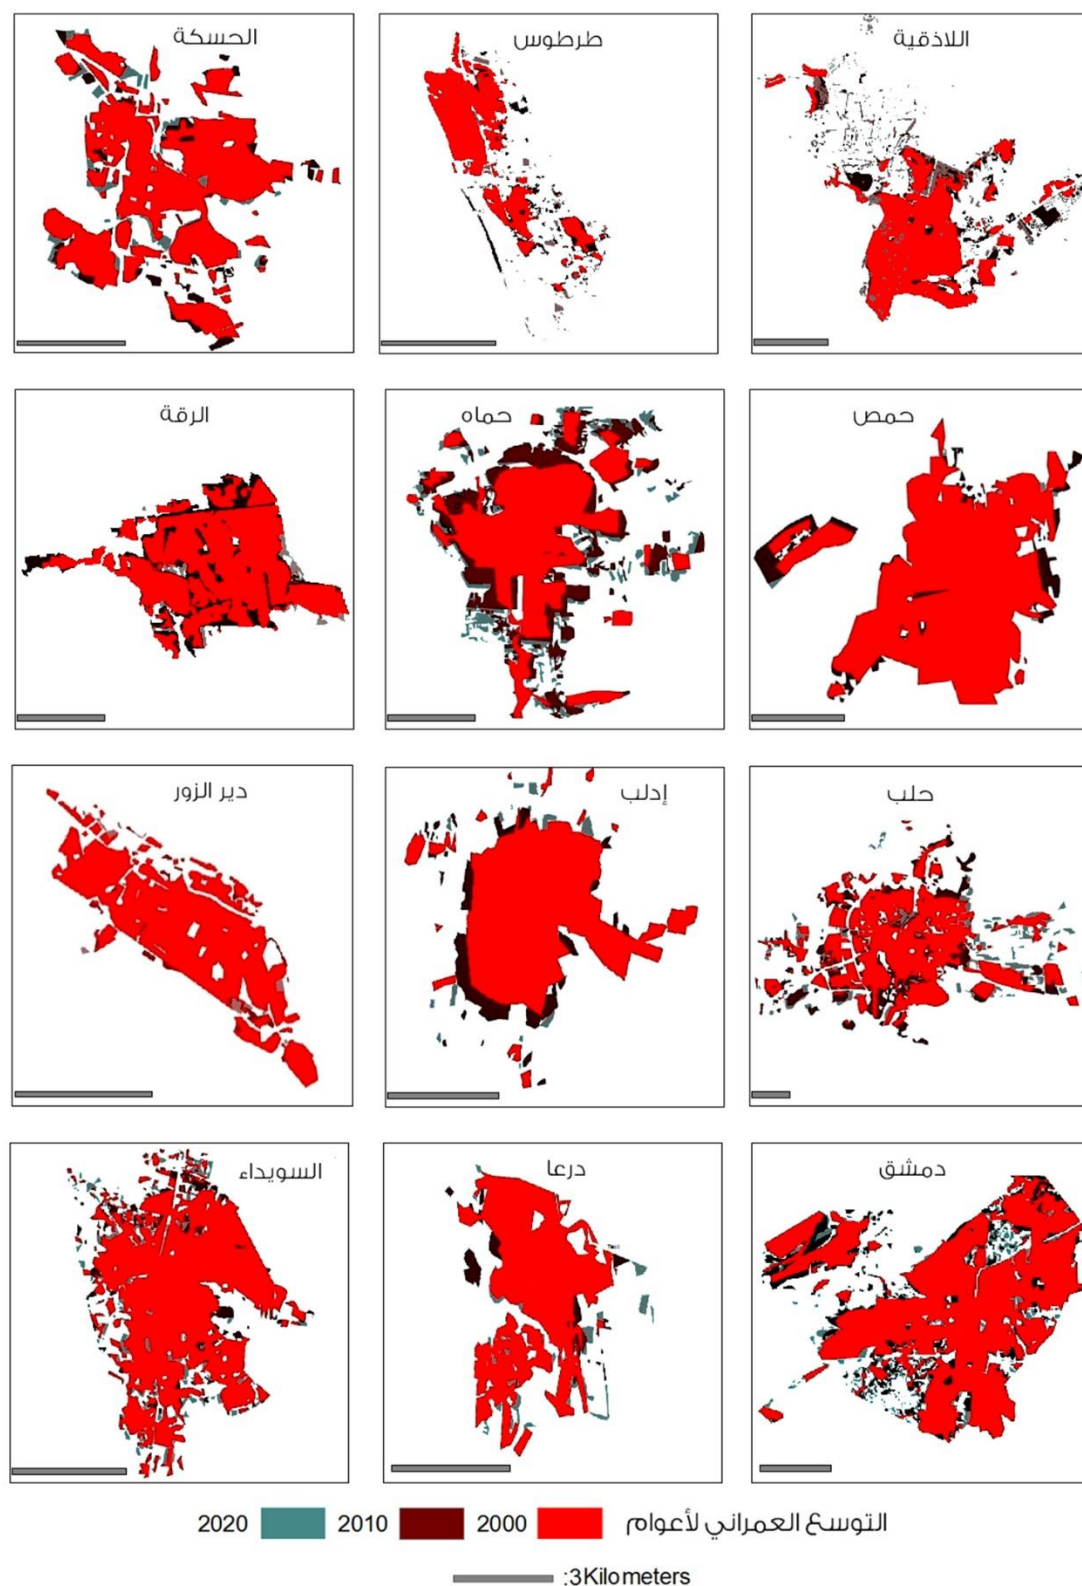 اللاذقية
طرطوس
الحسكة
حمص
حماه
الرقة
حلب
إدلب
دير الزور
دمشق
درعا
السويداء
التوسع العمراني لأعوام 2000 2010 2020
:3Kilometers